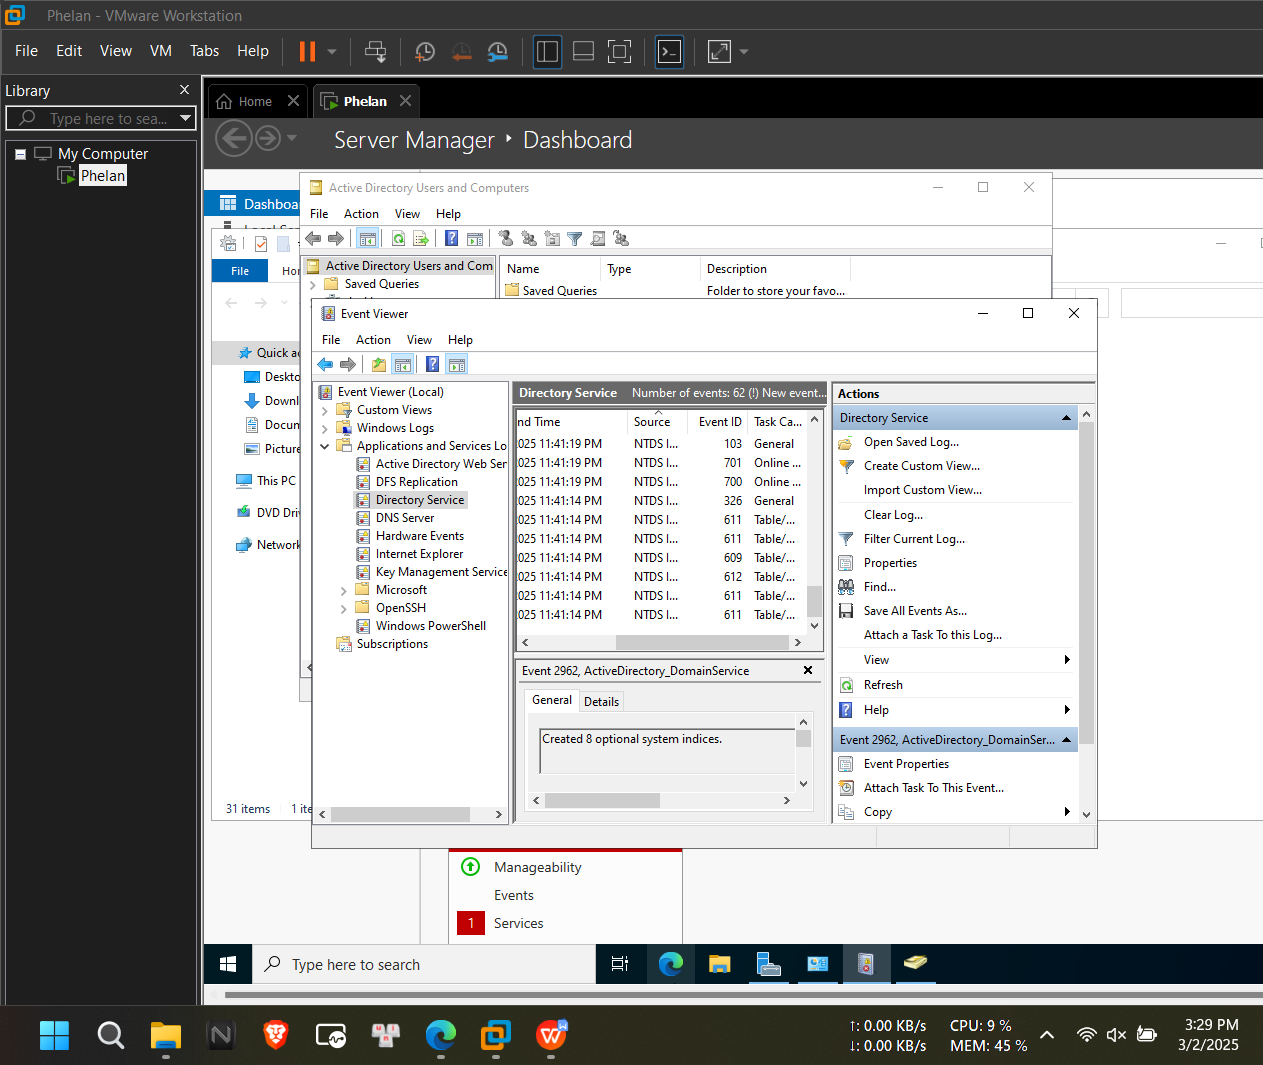 Phelan - VMware Workstation
File Edit View VM Tabs Help
Library
Type here to sea...
My Computer
Phelan
Home
Phelan
Server Manager ‣ Dashboard
Active Directory Users and Computers
File Action View Help
Active Directory Users and Com
Saved Queries
Name Type Description
Saved Queries Folder to store your favo...
Dashboa
File
Quick
Deskto
Downl
Docum
Picture
This PC
DVD Driv
Network
31 items
Event Viewer
File Action View Help
Event Viewer (Local)
Custom Views
Windows Logs
Applications and Services Lo
Active Directory Web Ser
DFS Replication
Directory Service
DNS Server
Hardware Events
Internet Explorer
Key Management Service
Microsoft
OpenSSH
Windows PowerShell
Subscriptions
Directory Service Number of events: 62 (!) New event...
nd Time Source Event ID Task Ca...
025 11:41:19 PM NTDS I... 103 General
025 11:41:19 PM NTDS I... 701 Online ...
025 11:41:19 PM NTDS I... 700 Online ...
025 11:41:14 PM NTDS I... 326 General
025 11:41:14 PM NTDS I... 611 Table/...
025 11:41:14 PM NTDS I... 611 Table/...
025 11:41:14 PM NTDS I... 609 Table/...
025 11:41:14 PM NTDS I... 612 Table/...
025 11:41:14 PM NTDS I... 611 Table/...
025 11:41:14 PM NTDS I... 611 Table/...
Event 2962, ActiveDirectory_DomainService
General Details
Created 8 optional system indices.
Actions
Directory Service
Open Saved Log...
Create Custom View...
Import Custom View...
Clear Log...
Filter Current Log...
Properties
Find...
Save All Events As...
Attach a Task To this Log...
View
Refresh
Help
Event 2962, ActiveDirectory_DomainSer...
Event Properties
Attach Task To This Event...
Copy
Manageability
Events
1 Services
Type here to search
↑: 0.00 KB/s CPU: 9 %
↓: 0.00 KB/s MEM: 45 %
3:29 PM
3/2/2025